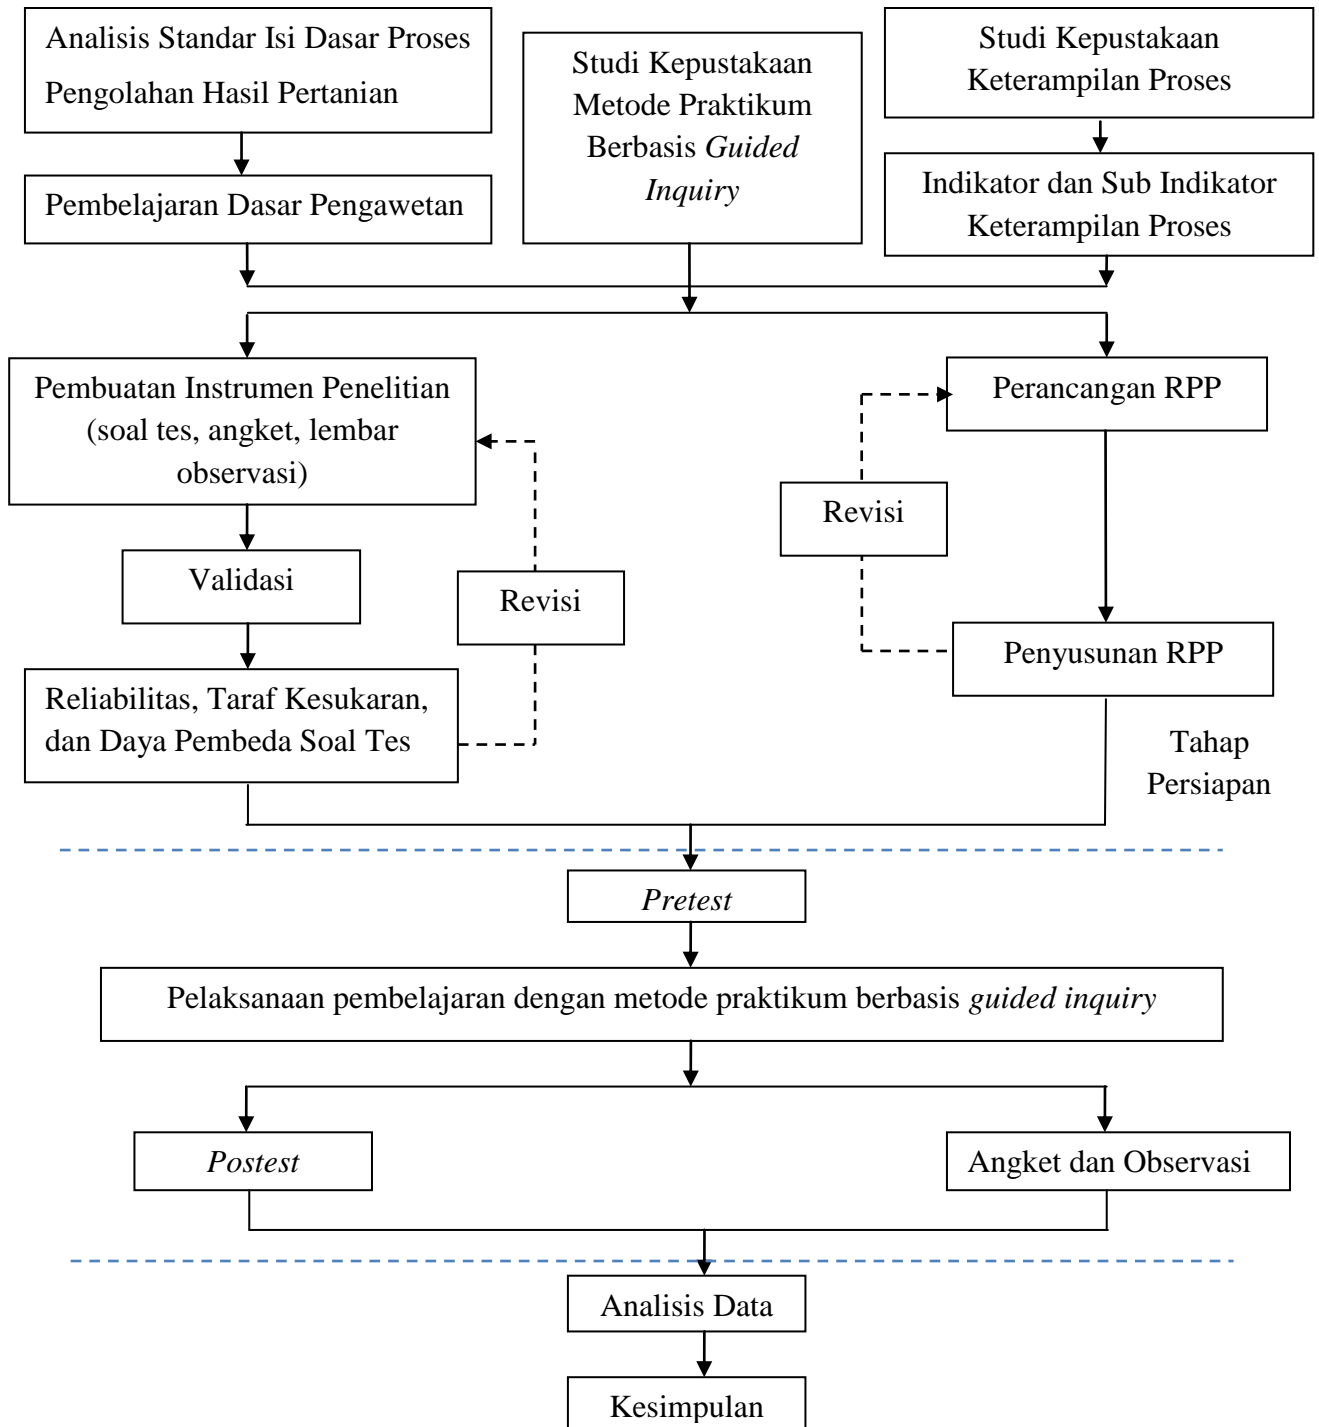 Analisis Standar Isi Dasar Proses
Pengolahan Hasil Pertanian
Studi Kepustakaan
Metode Praktikum
Berbasis Guided
Inquiry
Studi Kepustakaan
Keterampilan Proses
Pembelajaran Dasar Pengawetan
Indikator dan Sub Indikator
Keterampilan Proses
Pembuatan Instrumen Penelitian
(soal tes, angket, lembar
observasi)
Perancangan RPP
Revisi
Validasi
Revisi
Penyusunan RPP
Reliabilitas, Taraf Kesukaran,
dan Daya Pembeda Soal Tes
Tahap
Persiapan
Pretest
Pelaksanaan pembelajaran dengan metode praktikum berbasis guided inquiry
Postest
Angket dan Observasi
Analisis Data
Kesimpulan